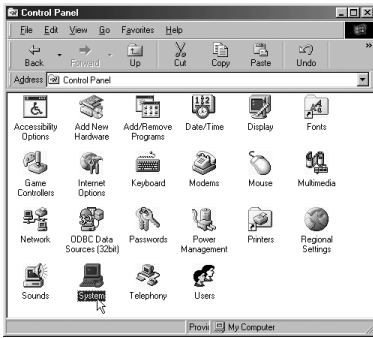 Control Panel
File Edit View Go Favorites Help
Back Forward Up Cut Copy Paste Undo »
Address Control Panel
Accessibility Options
Add New Hardware
Add/Remove Programs
Date/Time
Display
Fonts
Game Controllers
Internet Options
Keyboard
Modems
Mouse
Multimedia
Network
ODBC Data Sources (32bit)
Passwords
Power Management
Printers
Regional Settings
Sounds
System
Telephony
Users
Provi My Computer